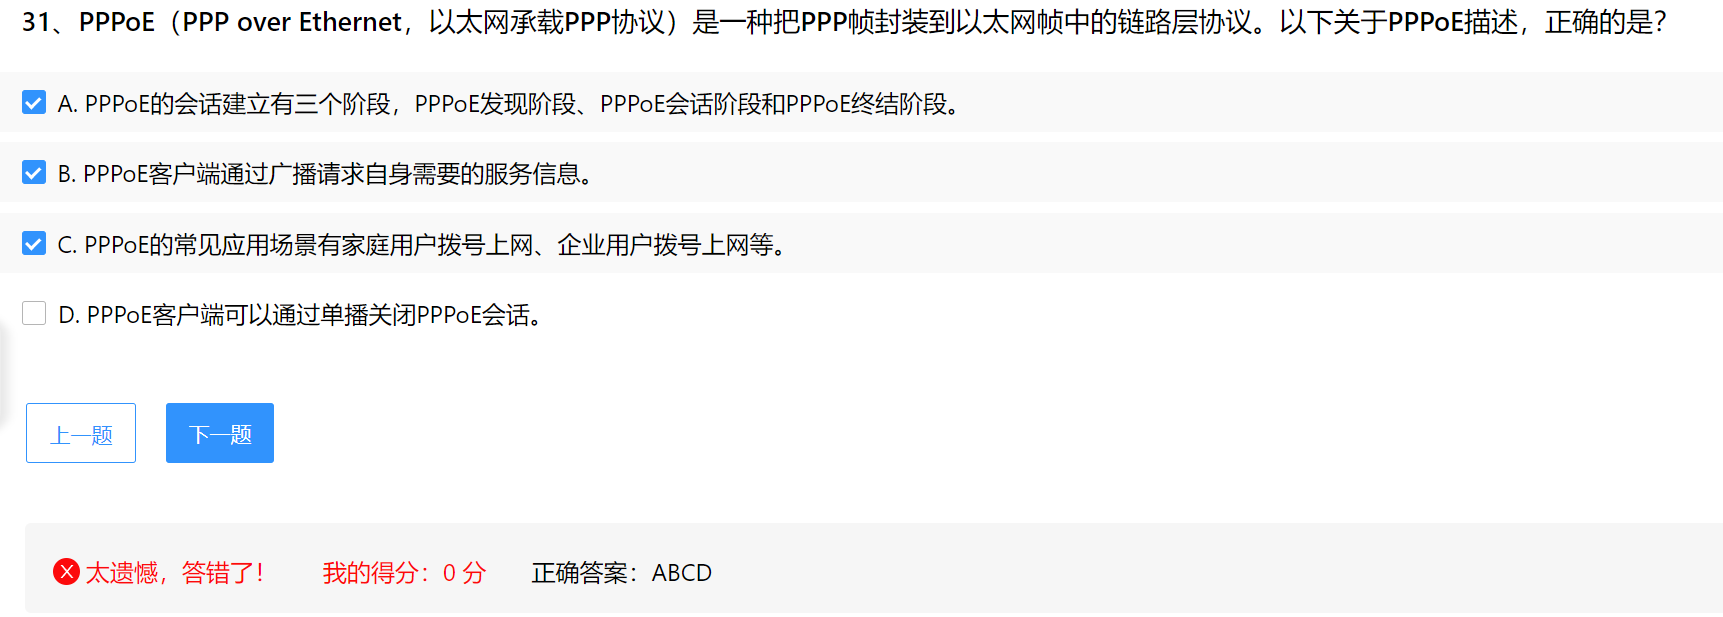 31、PPPoE（PPP over Ethernet，以太网承载PPP协议）是一种把PPP帧封装到以太网帧中的链路层协议。以下关于PPPoE描述，正确的是？
A. PPPoE的会话建立有三个阶段，PPPoE发现阶段、PPPoE会话阶段和PPPoE终结阶段。
B. PPPoE客户端通过广播请求自身需要的服务信息。
C. PPPoE的常见应用场景有家庭用户拨号上网、企业用户拨号上网等。
D. PPPoE客户端可以通过单播关闭PPPoE会话。
上一题 下一题
太遗憾，答错了！ 我的得分：0 分 正确答案：ABCD